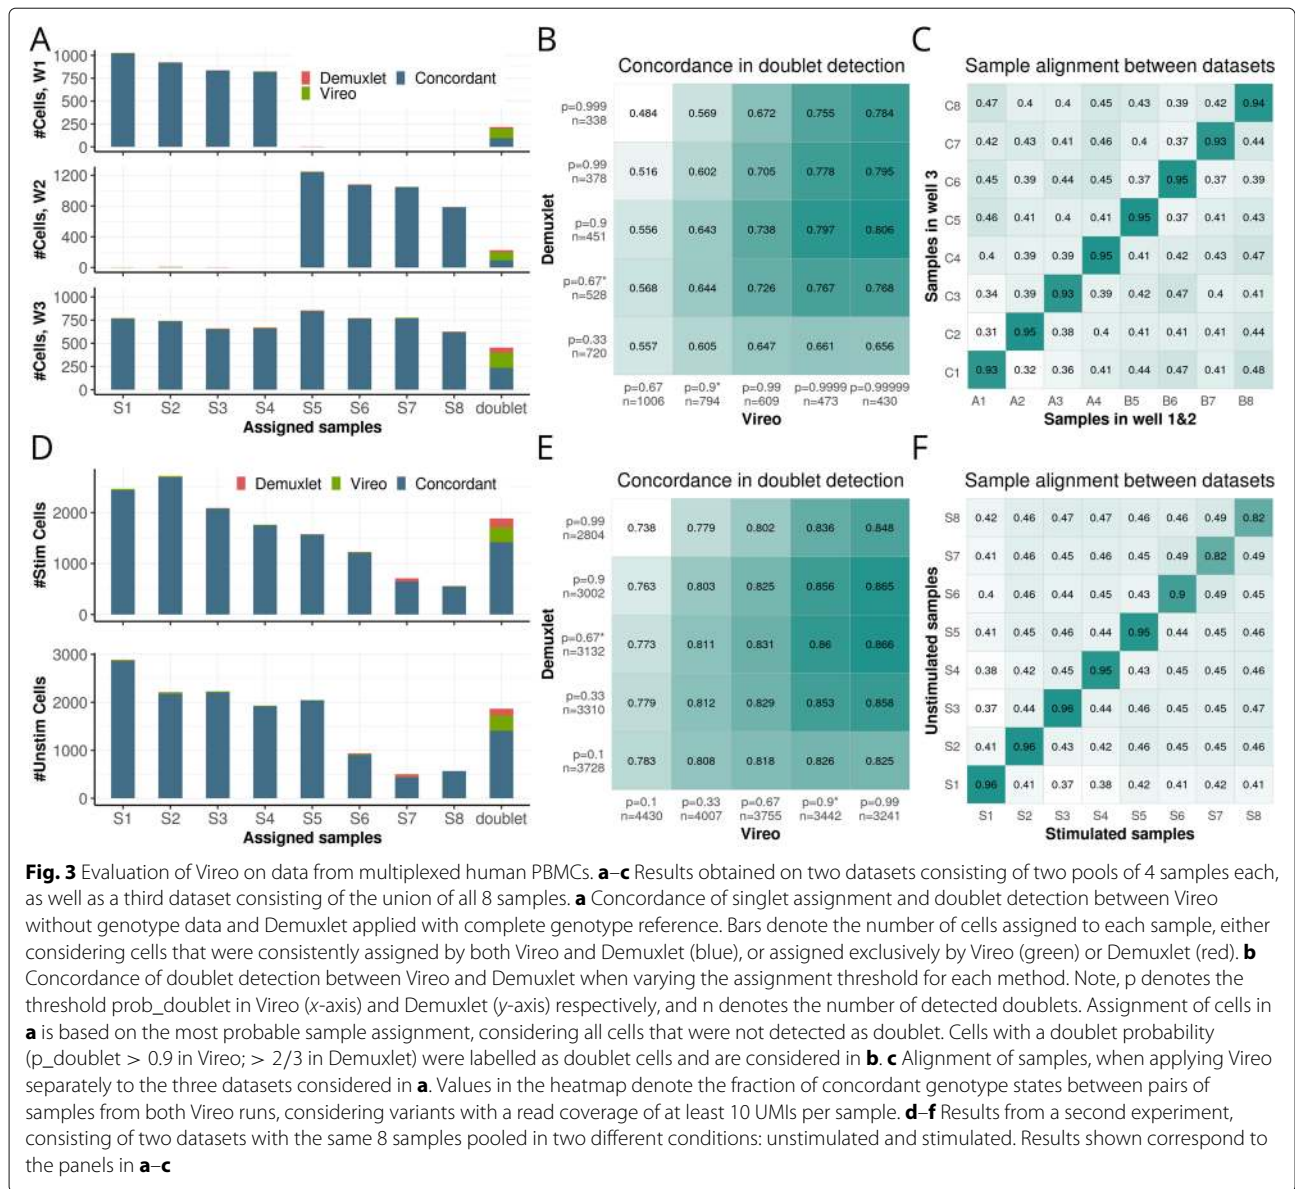 A
#Cells, W1
1000
750
500
250
0
Demuxlet
Concordant
Vireo
#Cells, W2
1200
800
400
0
#Cells, W3
1000
750
500
250
0
S1 S2 S3 S4 S5 S6 S7 S8 doublet
Assigned samples
B
Concordance in doublet detection
Demuxlet
p=0.999
n=338
0.484 0.569 0.672 0.755 0.784
p=0.99
n=378
0.516 0.602 0.705 0.778 0.795
p=0.9
n=451
0.556 0.643 0.738 0.797 0.806
p=0.67*
n=528
0.568 0.644 0.726 0.767 0.768
p=0.33
n=720
0.557 0.605 0.647 0.661 0.656
p=0.67 p=0.9* p=0.99 p=0.9999 p=0.99999
n=1006 n=794 n=609 n=473 n=430
Vireo
C
Sample alignment between datasets
Samples in well 3
C8 0.47 0.4 0.4 0.45 0.43 0.39 0.42 0.94
C7 0.42 0.43 0.41 0.46 0.4 0.37 0.93 0.44
C6 0.45 0.39 0.44 0.45 0.37 0.95 0.37 0.39
C5 0.46 0.41 0.4 0.41 0.95 0.37 0.41 0.43
C4 0.4 0.39 0.39 0.95 0.41 0.42 0.43 0.47
C3 0.34 0.39 0.93 0.39 0.42 0.47 0.4 0.41
C2 0.31 0.95 0.38 0.4 0.41 0.41 0.41 0.44
C1 0.93 0.32 0.36 0.41 0.44 0.47 0.41 0.48
A1 A2 A3 A4 B5 B6 B7 B8
Samples in well 1&2
D
Demuxlet Vireo Concordant
#Stim Cells
2000
1000
0
#Unstim Cells
3000
2000
1000
0
S1 S2 S3 S4 S5 S6 S7 S8 doublet
Assigned samples
E
Concordance in doublet detection
Demuxlet
p=0.99
n=2804
0.738 0.779 0.802 0.836 0.848
p=0.9
n=3002
0.763 0.803 0.825 0.856 0.865
p=0.67*
n=3132
0.773 0.811 0.831 0.86 0.866
p=0.33
n=3310
0.779 0.812 0.829 0.853 0.858
p=0.1
n=3728
0.783 0.808 0.818 0.826 0.825
p=0.1 p=0.33 p=0.67 p=0.9* p=0.99
n=4430 n=4007 n=3755 n=3442 n=3241
Vireo
F
Sample alignment between datasets
Unstimulated samples
S8 0.42 0.46 0.47 0.47 0.46 0.46 0.49 0.82
S7 0.41 0.46 0.45 0.46 0.45 0.49 0.82 0.49
S6 0.4 0.46 0.44 0.45 0.43 0.9 0.49 0.45
S5 0.41 0.45 0.46 0.44 0.95 0.44 0.45 0.46
S4 0.38 0.42 0.45 0.95 0.43 0.45 0.45 0.46
S3 0.37 0.44 0.96 0.44 0.46 0.45 0.45 0.47
S2 0.41 0.96 0.43 0.42 0.46 0.45 0.45 0.46
S1 0.96 0.41 0.37 0.38 0.42 0.41 0.42 0.41
S1 S2 S3 S4 S5 S6 S7 S8
Stimulated samples
Fig. 3 Evaluation of Vireo on data from multiplexed human PBMCs. a–c Results obtained on two datasets consisting of two pools of 4 samples each,
as well as a third dataset consisting of the union of all 8 samples. a Concordance of singlet assignment and doublet detection between Vireo
without genotype data and Demuxlet applied with complete genotype reference. Bars denote the number of cells assigned to each sample, either
considering cells that were consistently assigned by both Vireo and Demuxlet (blue), or assigned exclusively by Vireo (green) or Demuxlet (red). b
Concordance of doublet detection between Vireo and Demuxlet when varying the assignment threshold for each method. Note, p denotes the
threshold prob_doublet in Vireo (x-axis) and Demuxlet (y-axis) respectively, and n denotes the number of detected doublets. Assignment of cells in
a is based on the most probable sample assignment, considering all cells that were not detected as doublet. Cells with a doublet probability
(p_doublet > 0.9 in Vireo; > 2/3 in Demuxlet) were labelled as doublet cells and are considered in b. c Alignment of samples, when applying Vireo
separately to the three datasets considered in a. Values in the heatmap denote the fraction of concordant genotype states between pairs of
samples from both Vireo runs, considering variants with a read coverage of at least 10 UMIs per sample. d–f Results from a second experiment,
consisting of two datasets with the same 8 samples pooled in two different conditions: unstimulated and stimulated. Results shown correspond to
the panels in a–c